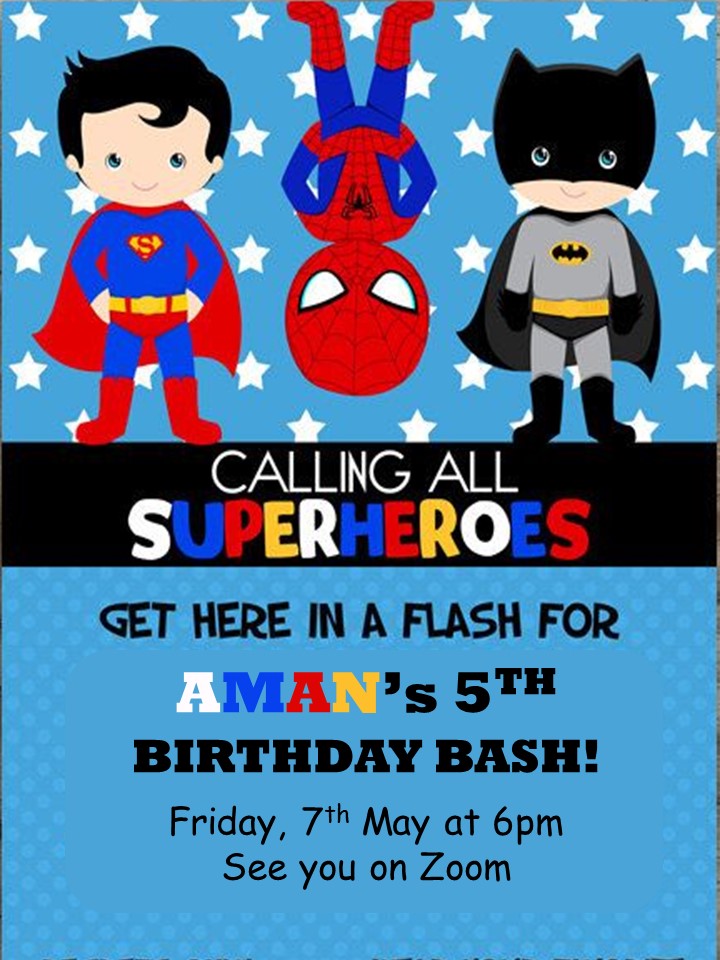 CALLING ALL
SUPERHEROES
GET HERE IN A FLASH FOR
AMAN's 5TH
BIRTHDAY BASH!
Friday, 7th May at 6pm
See you on Zoom